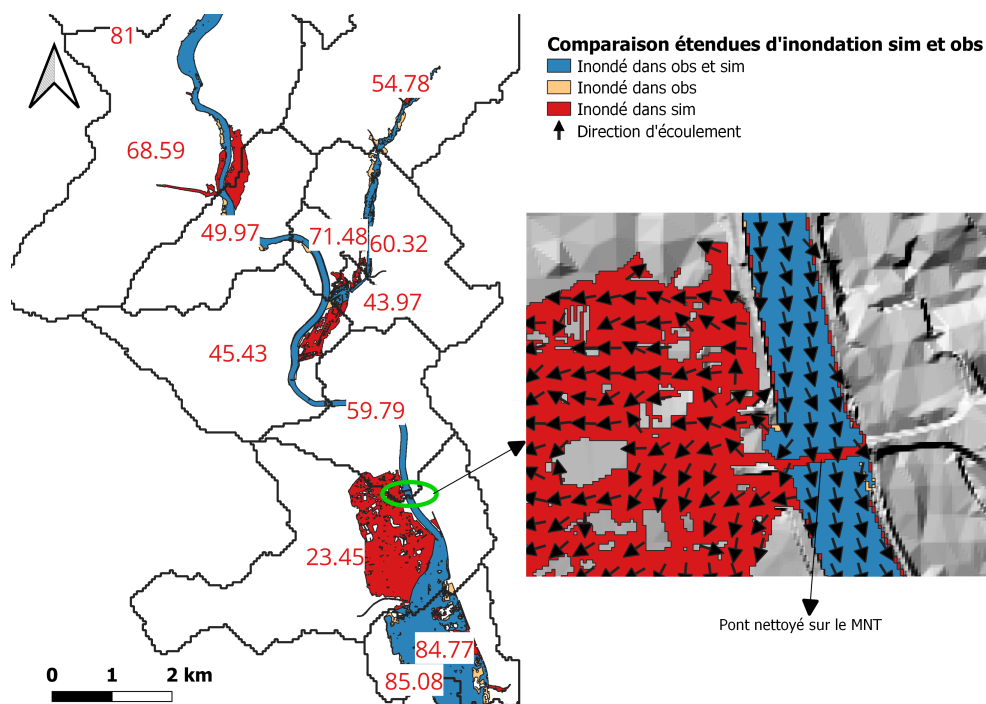 81
54.78
68.59
49.97
71.48
60.32
43.97
45.43
59.79
23.45
84.77
85.08
0 1 2 km
Comparaison étendues d'inondation sim et obs
Inondé dans obs et sim
Inondé dans obs
Inondé dans sim
Direction d'écoulement
Pont nettoyé sur le MNT